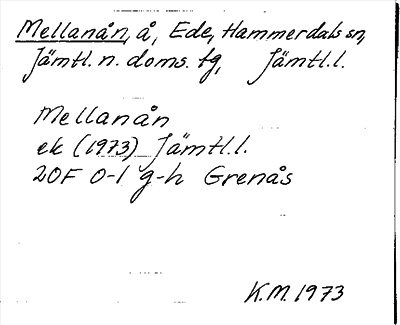 Mellanån, å, Ede, Hammerdals sn,
Jämtl. n. doms. tg, Jämtl. l.
Mellanån
ek (1973) Jämtl. l.
20F 0-1 g-h Grenås
K.M. 1973